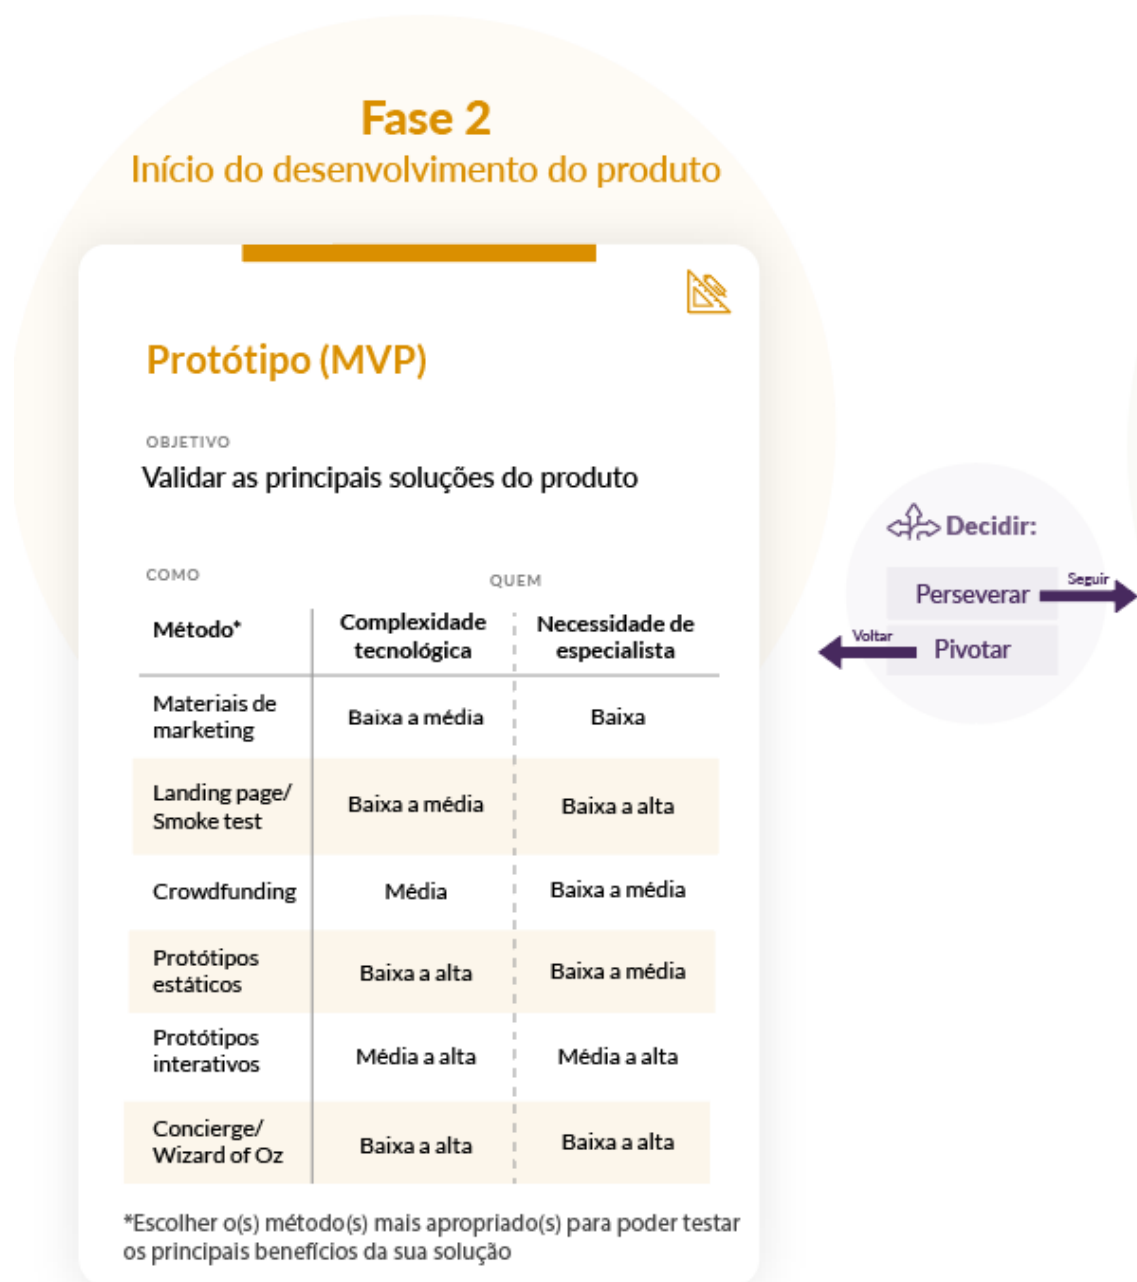 Fase 2
Início do desenvolvimento do produto
Protótipo (MVP)
OBJETIVO
Validar as principais soluções do produto
COMO
QUEM
Método*
Complexidade
tecnológica
Necessidade de
especialista
Materiais de
marketing
Baixa a média
Baixa
Landing page/
Smoke test
Baixa a média
Baixa a alta
Crowdfunding
Média
Baixa a média
Protótipos
estáticos
Baixa a alta
Baixa a média
Protótipos
interativos
Média a alta
Média a alta
Concierge/
Wizard of Oz
Baixa a alta
Baixa a alta
*Escolher o(s) método(s) mais apropriado(s) para poder testar
os principais benefícios da sua solução
Decidir:
Perseverar
Seguir
Voltar
Pivotar